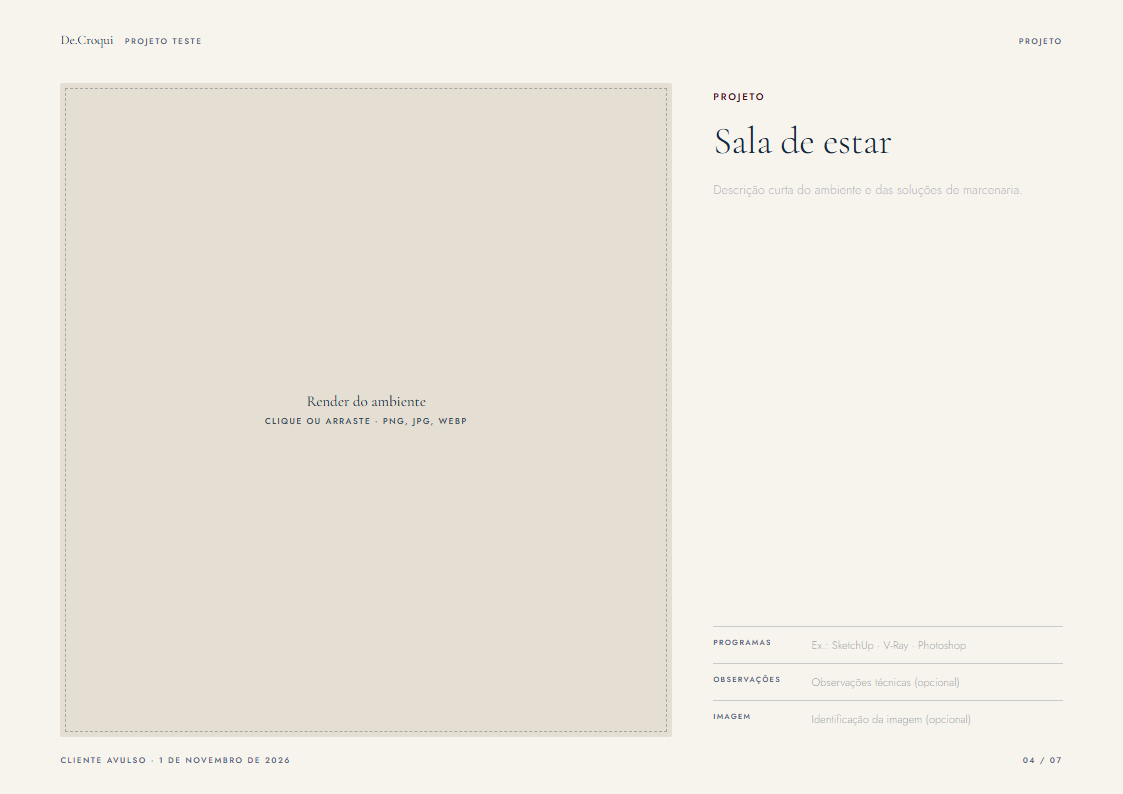 De.Croqui PROJETO TESTE
PROJETO
Render do ambiente
CLIQUE OU ARRASTE · PNG, JPG, WEBP
PROJETO
Sala de estar
Descrição curta do ambiente e das soluções de marcenaria.
PROGRAMAS Ex.: SketchUp · V-Ray · Photoshop
OBSERVAÇÕES Observações técnicas (opcional)
IMAGEM Identificação da imagem (opcional)
CLIENTE AVULSO · 1 DE NOVEMBRO DE 2026
04 / 07